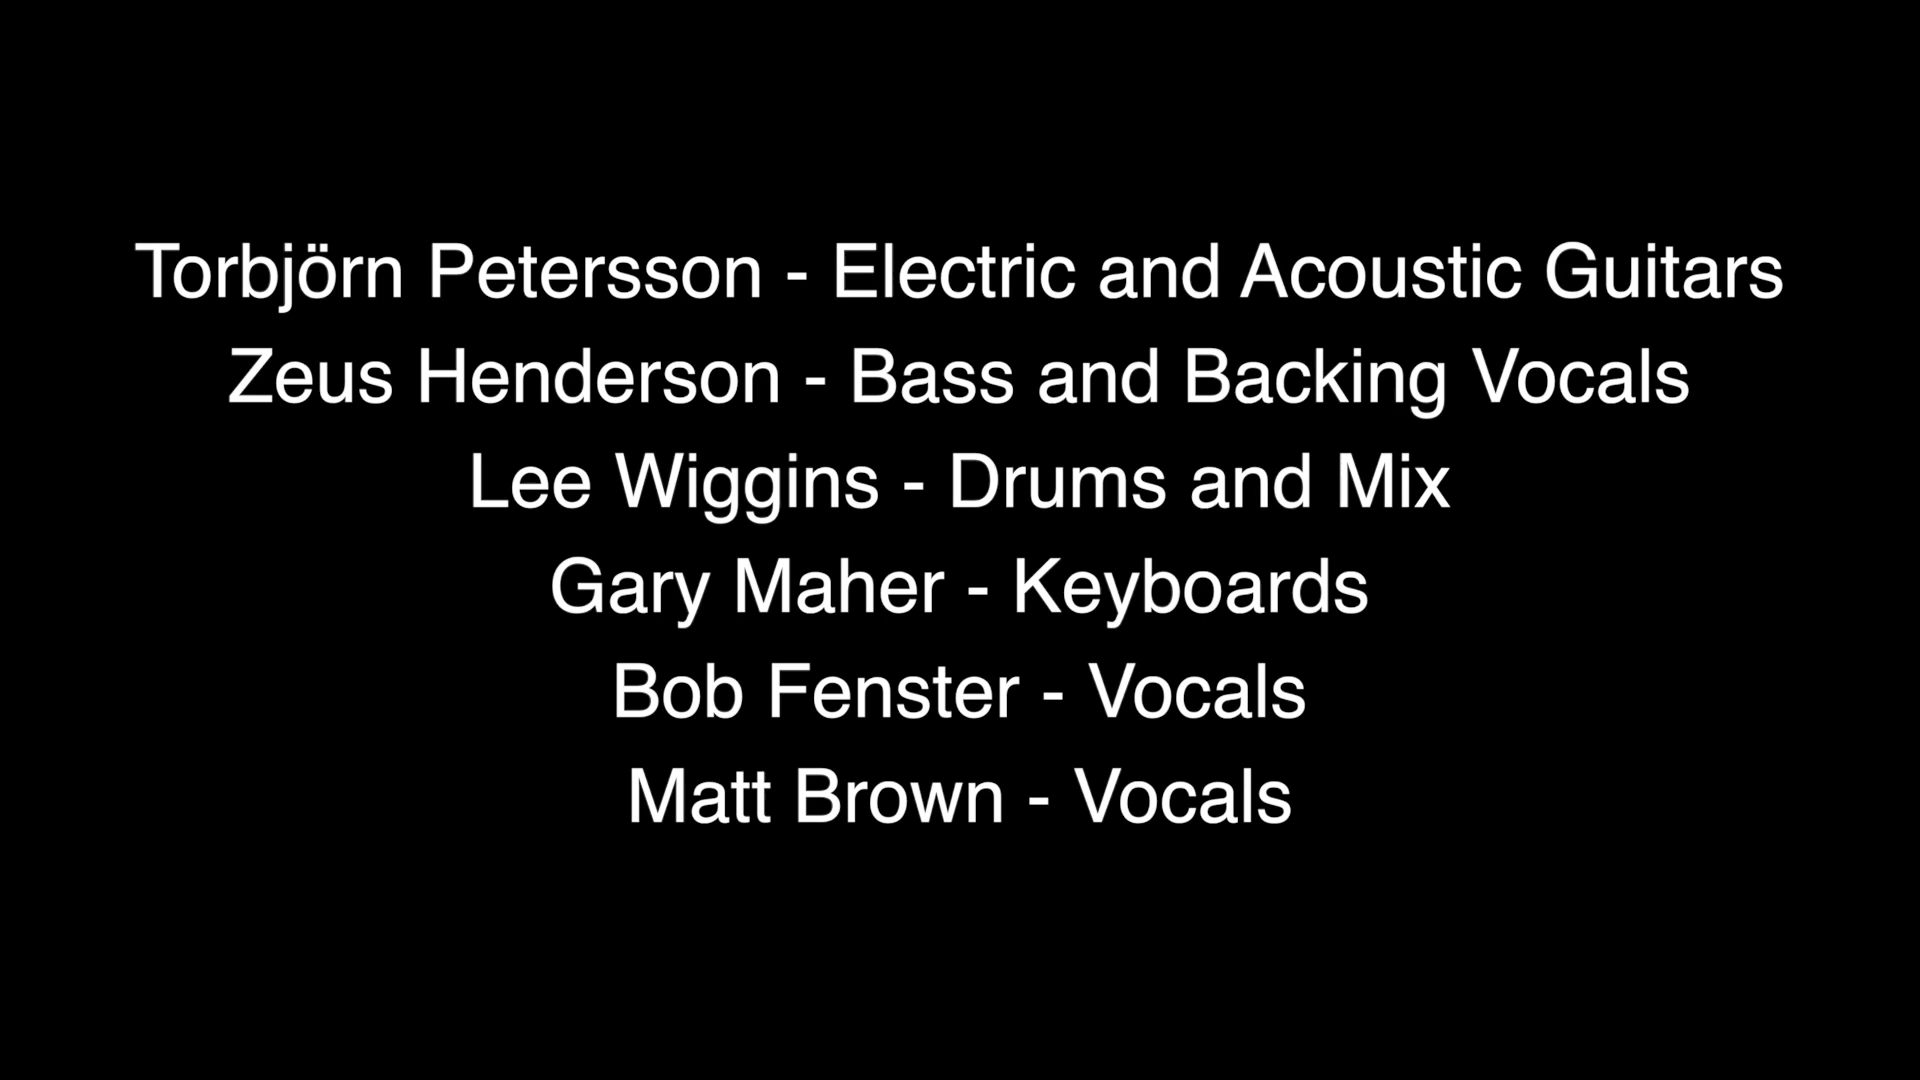 Torbjörn Petersson - Electric and Acoustic Guitars
Zeus Henderson - Bass and Backing Vocals
Lee Wiggins - Drums and Mix
Gary Maher - Keyboards
Bob Fenster - Vocals
Matt Brown - Vocals